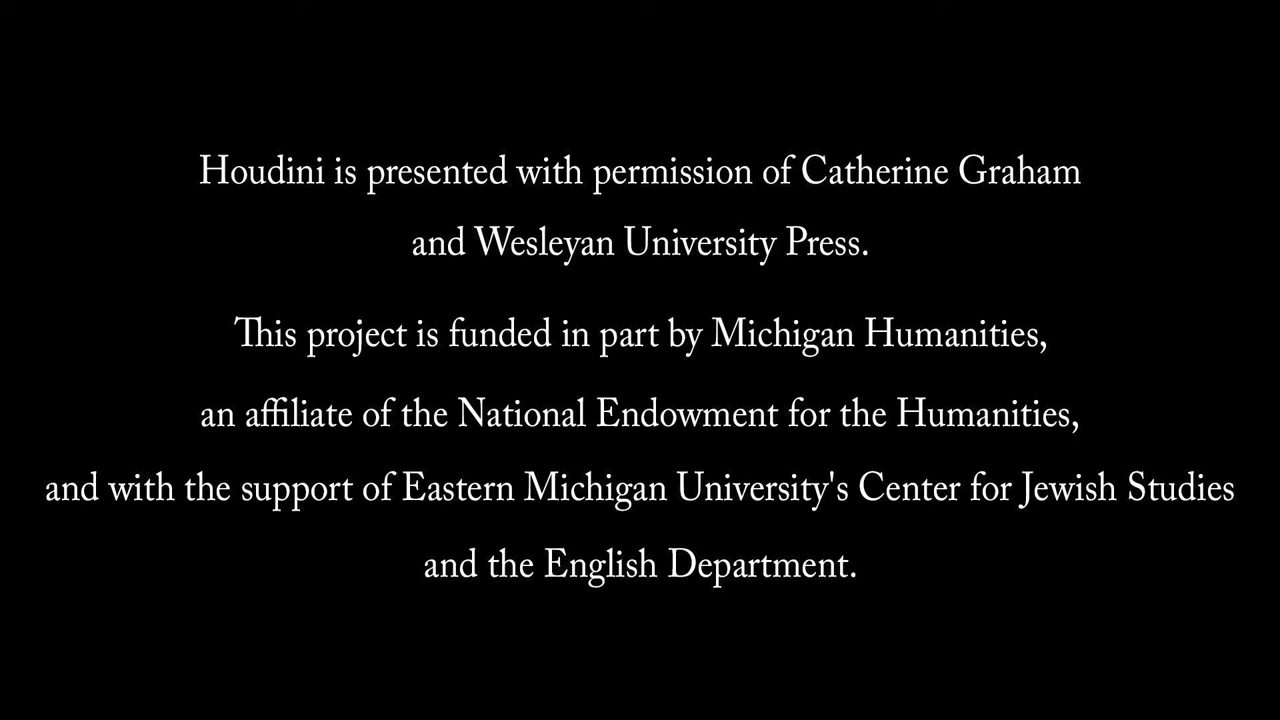 Houdini is presented with permission of Catherine Graham
and Wesleyan University Press.
This project is funded in part by Michigan Humanities,
an affiliate of the National Endowment for the Humanities,
and with the support of Eastern Michigan University's Center for Jewish Studies
and the English Department.